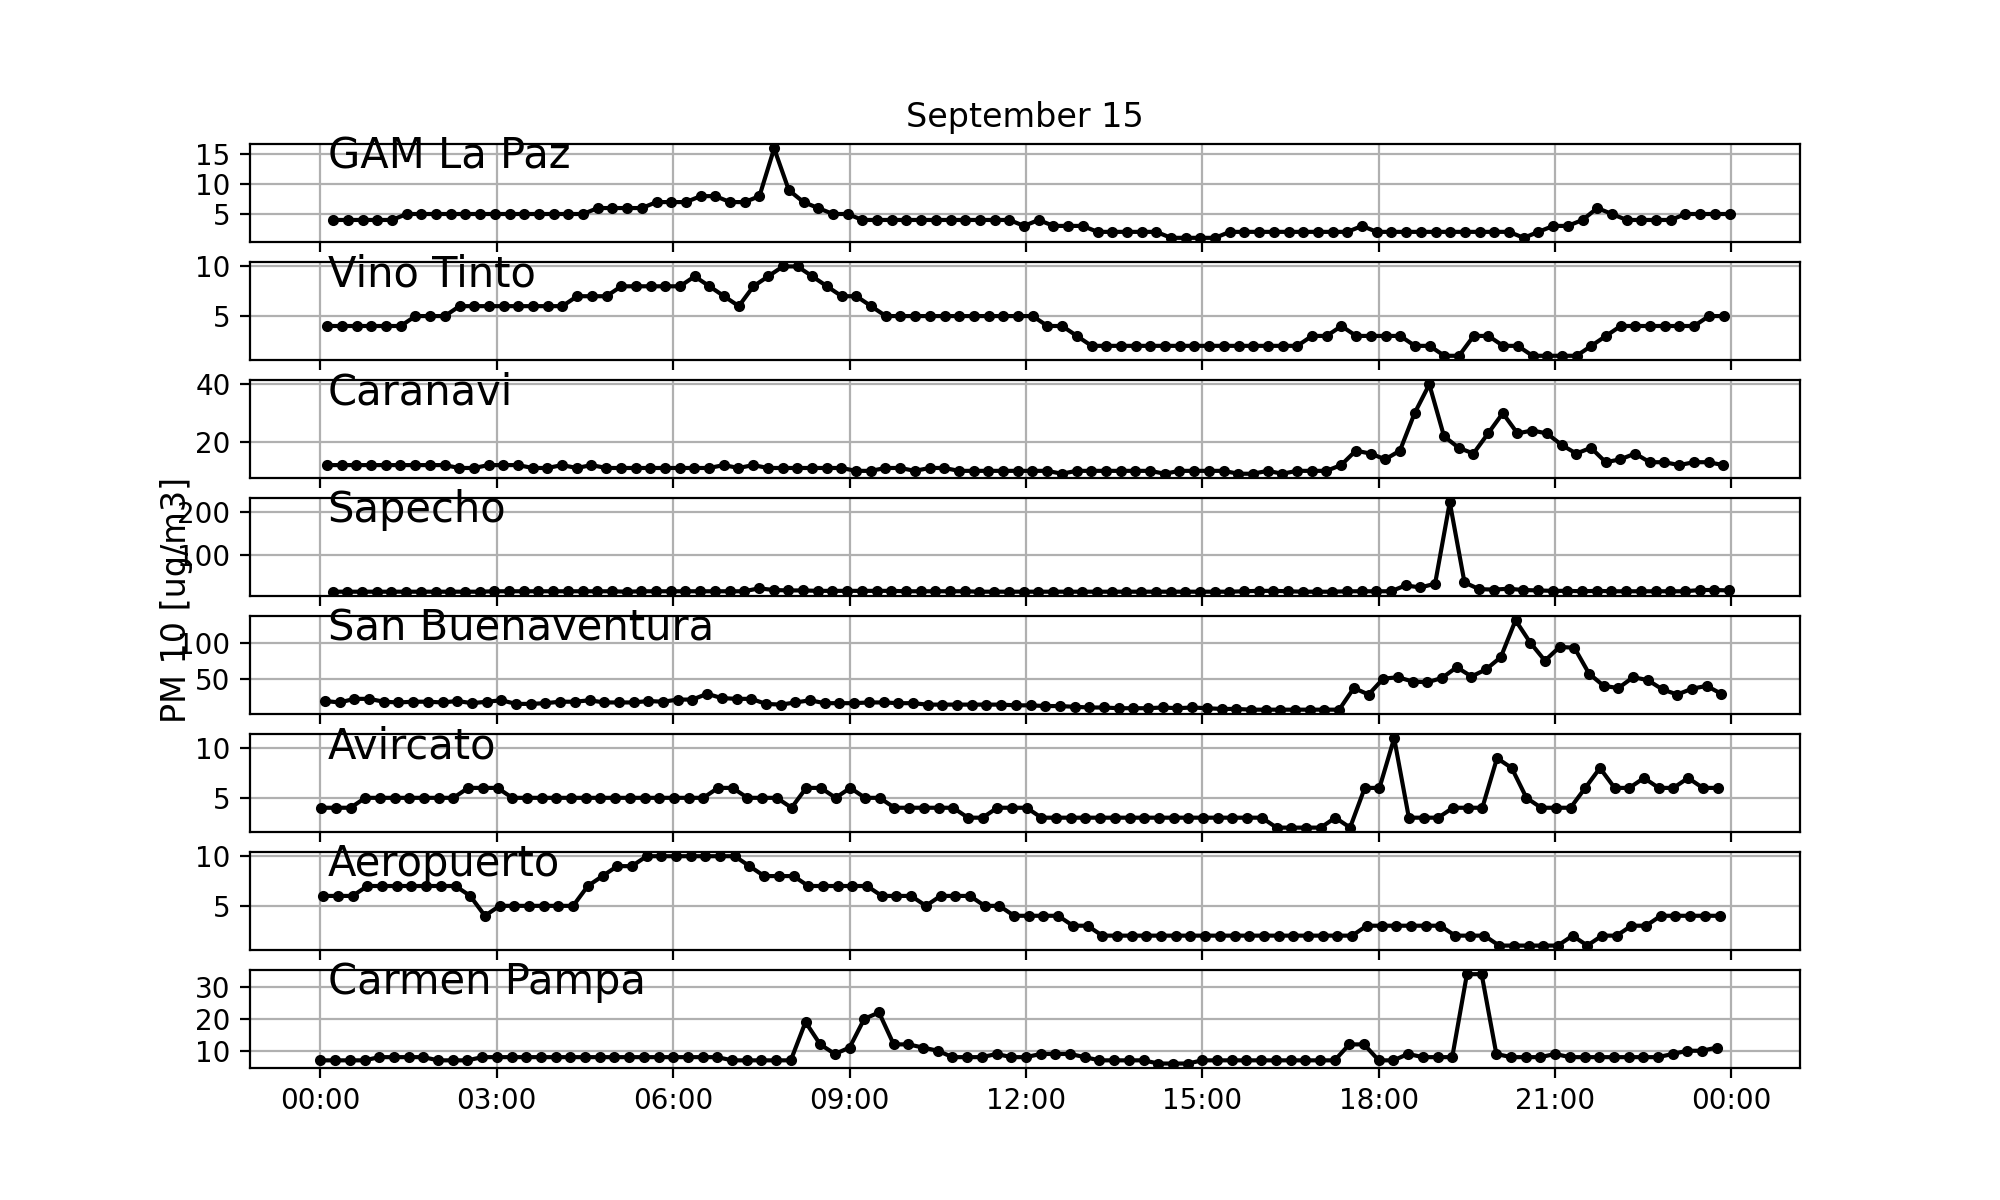 September 15
PM 10 [ug/m3]
GAM La Paz
15
10
5
Vino Tinto
10
5
Caranavi
40
20
Sapecho
200
100
San Buenaventura
100
50
Avircato
10
5
Aeropuerto
10
5
Carmen Pampa
30
20
10
00:00 03:00 06:00 09:00 12:00 15:00 18:00 21:00 00:00